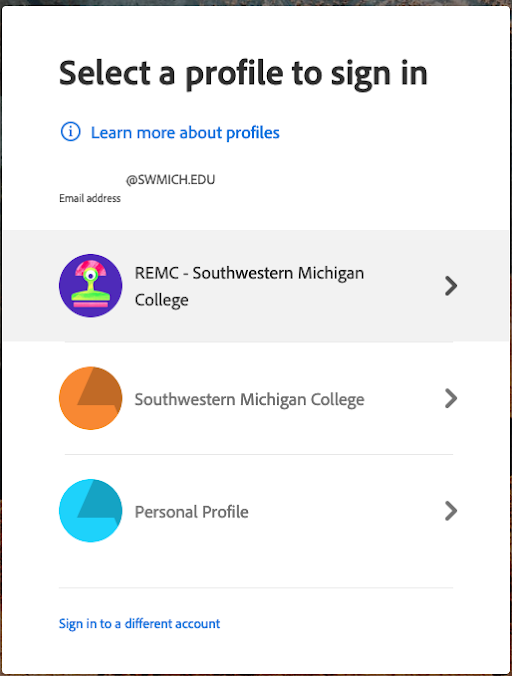 Select a profile to sign in
Learn more about profiles
@SWMICH.EDU
Email address
REMC - Southwestern Michigan
College
Southwestern Michigan College
Personal Profile
Sign in to a different account